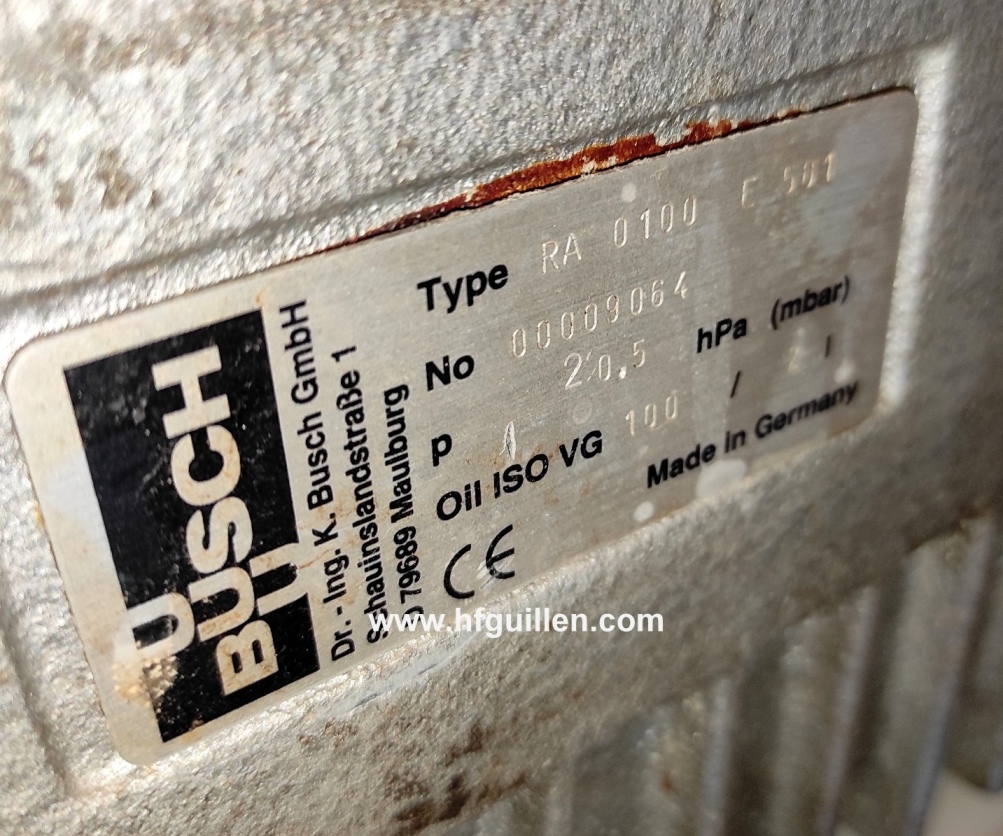 BUSCH
Dr. - Ing. K. Busch GmbH
Schauinslandstraße 1
D 79689 Maulburg
Type RA 0100 E 501
No 00009064
p 20,5 hPa (mbar)
Oil ISO VG 100 / 2 l
Made in Germany
CE
www.hfguillen.com